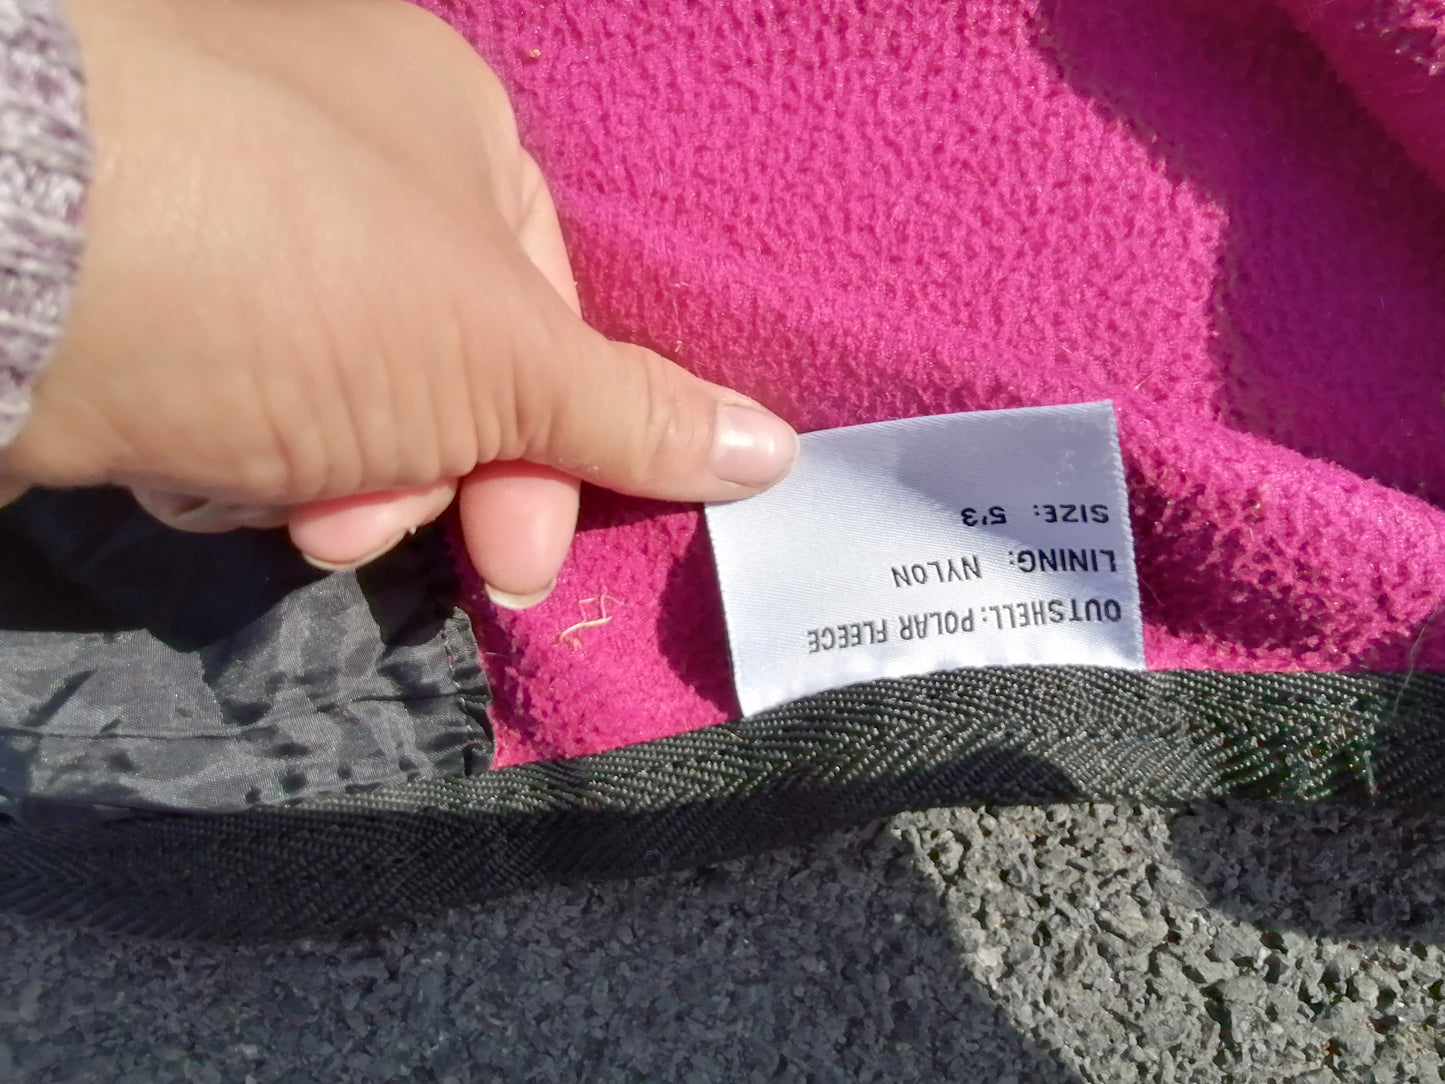 OUTSHELL: POLAR FLEECE
LINING: NYLON
SIZE: 5'3